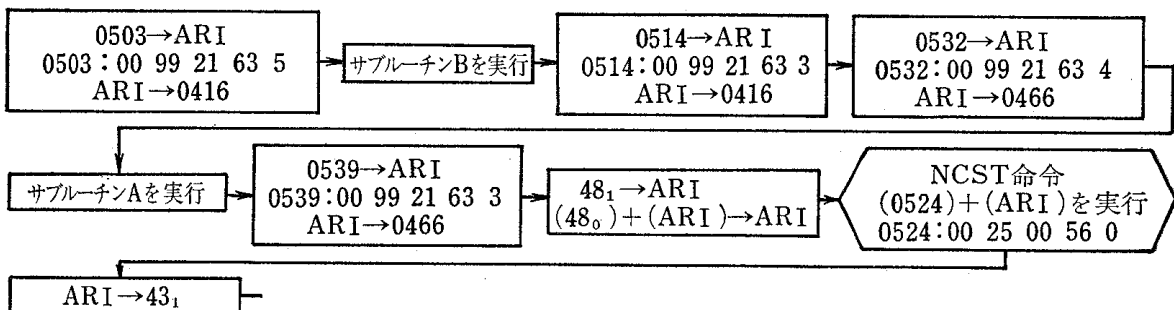 0503→ARI
0503：00 99 21 63 5
ARI→0416
サブルーチンBを実行
0514→ARI
0514：00 99 21 63 3
ARI→0416
0532→ARI
0532：00 99 21 63 4
ARI→0466
サブルーチンAを実行
0539→ARI
0539：00 99 21 63 3
ARI→0466
48₁→ARI
(48₀)+(ARI)→ARI
NCST命令
(0524)+(ARI)を実行
0524：00 25 00 56 0
ARI→43₁